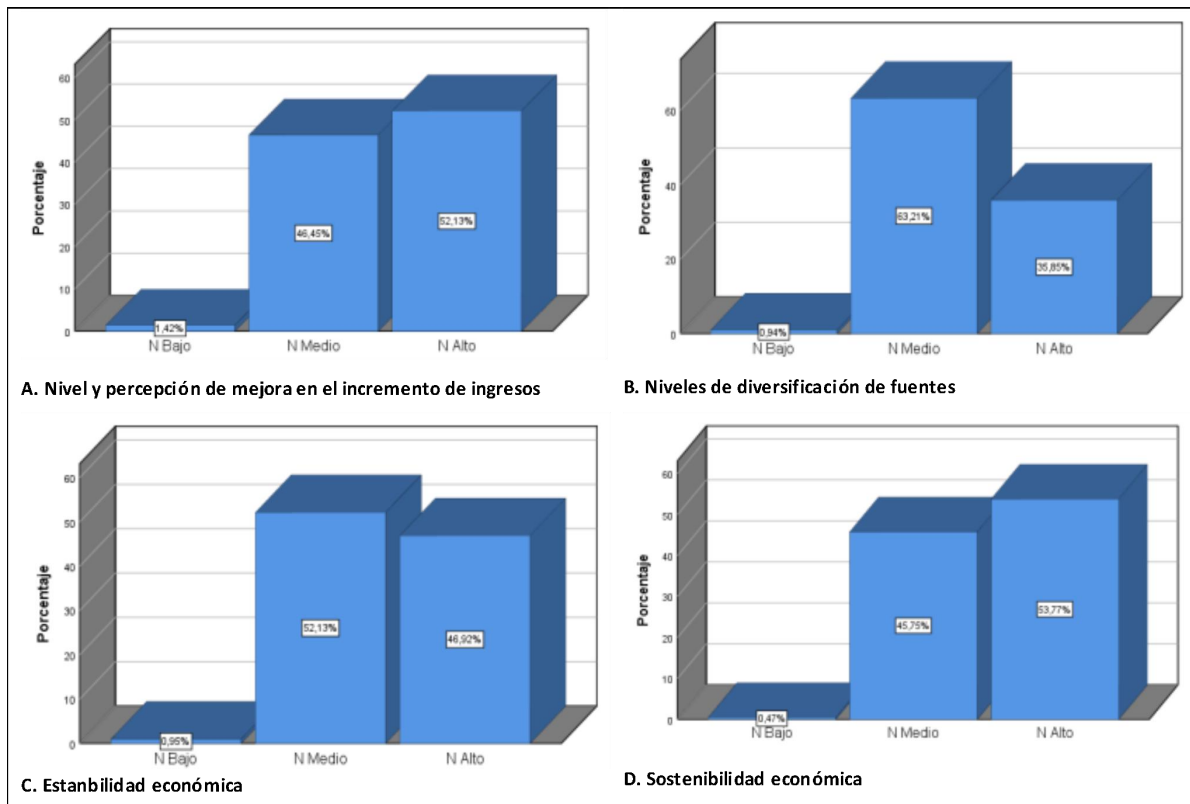 Porcentaje
60
50
40
30
20
10
0
1,42%
46,45%
52,13%
N Bajo
N Medio
N Alto
A. Nivel y percepción de mejora en el incremento de ingresos
Porcentaje
60
40
20
0
0,94%
63,21%
35,85%
N Bajo
N Medio
N Alto
B. Niveles de diversificación de fuentes
Porcentaje
60
50
40
30
20
10
0
0,95%
52,13%
46,92%
N Bajo
N Medio
N Alto
C. Estanbilidad económica
Porcentaje
60
50
40
30
20
10
0
0,47%
45,75%
53,77%
N Bajo
N Medio
N Alto
D. Sostenibilidad económica